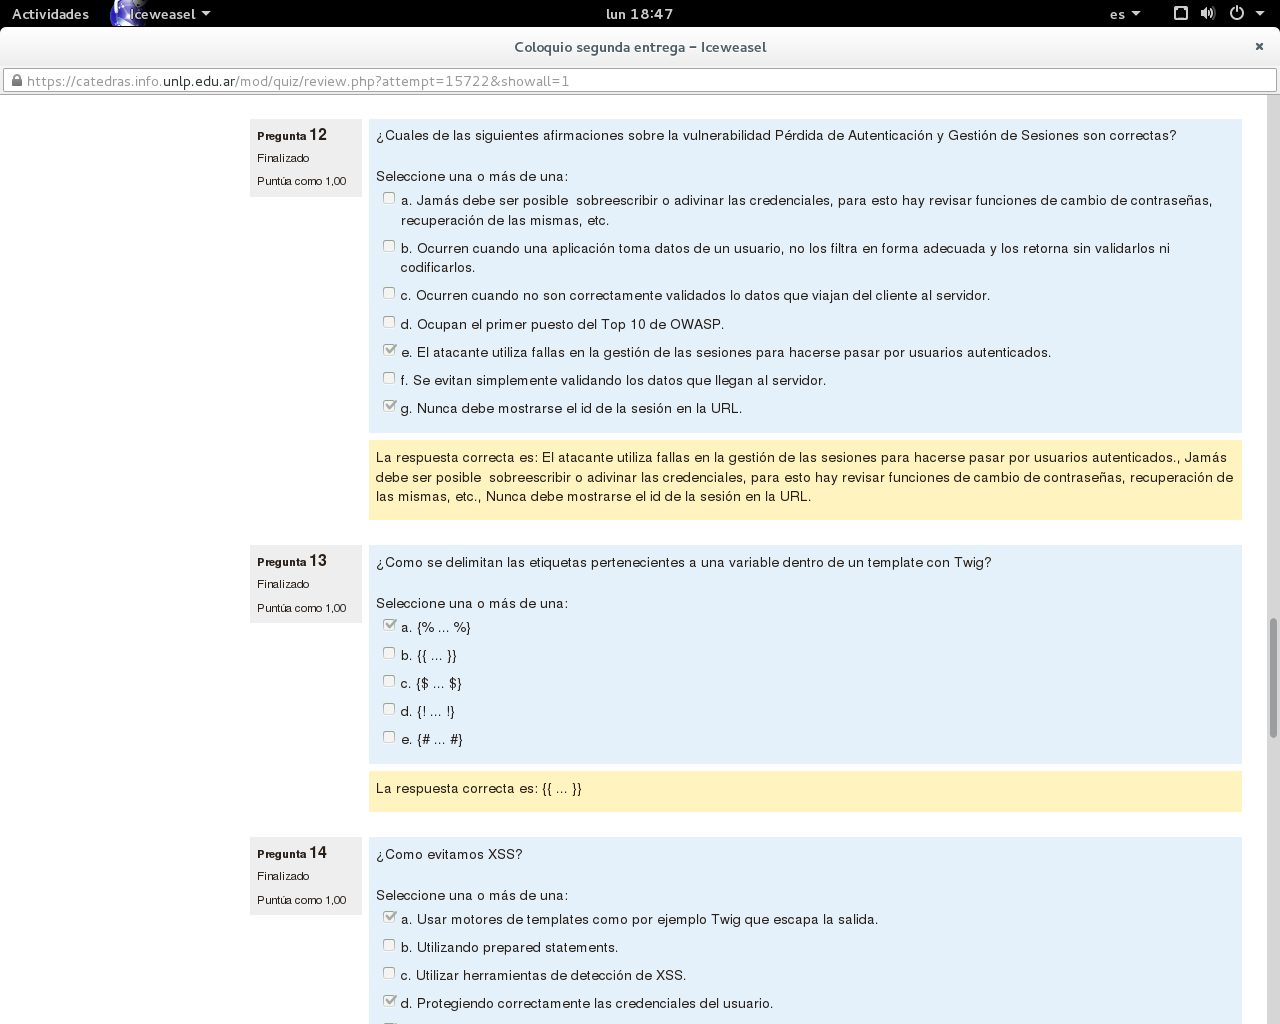 Actividades Iceweasel lun 18:47 es
Coloquio segunda entrega – Iceweasel ×
https://catedras.info.unlp.edu.ar/mod/quiz/review.php?attempt=15722&showall=1
Pregunta 12
Finalizado
Puntúa como 1,00
¿Cuales de las siguientes afirmaciones sobre la vulnerabilidad Pérdida de Autenticación y Gestión de Sesiones son correctas?
Seleccione una o más de una:
a. Jamás debe ser posible  sobreescribir o adivinar las credenciales, para esto hay revisar funciones de cambio de contraseñas,
recuperación de las mismas, etc.
b. Ocurren cuando una aplicación toma datos de un usuario, no los filtra en forma adecuada y los retorna sin validarlos ni
codificarlos.
c. Ocurren cuando no son correctamente validados lo datos que viajan del cliente al servidor.
d. Ocupan el primer puesto del Top 10 de OWASP.
e. El atacante utiliza fallas en la gestión de las sesiones para hacerse pasar por usuarios autenticados.
f. Se evitan simplemente validando los datos que llegan al servidor.
g. Nunca debe mostrarse el id de la sesión en la URL.
La respuesta correcta es: El atacante utiliza fallas en la gestión de las sesiones para hacerse pasar por usuarios autenticados., Jamás
debe ser posible  sobreescribir o adivinar las credenciales, para esto hay revisar funciones de cambio de contraseñas, recuperación de
las mismas, etc., Nunca debe mostrarse el id de la sesión en la URL.
Pregunta 13
Finalizado
Puntúa como 1,00
¿Como se delimitan las etiquetas pertenecientes a una variable dentro de un template con Twig?
Seleccione una o más de una:
a. {% ... %}
b. {{ ... }}
c. {$ ... $}
d. {! ... !}
e. {# ... #}
La respuesta correcta es: {{ ... }}
Pregunta 14
Finalizado
Puntúa como 1,00
¿Como evitamos XSS?
Seleccione una o más de una:
a. Usar motores de templates como por ejemplo Twig que escapa la salida.
b. Utilizando prepared statements.
c. Utilizar herramientas de detección de XSS.
d. Protegiendo correctamente las credenciales del usuario.